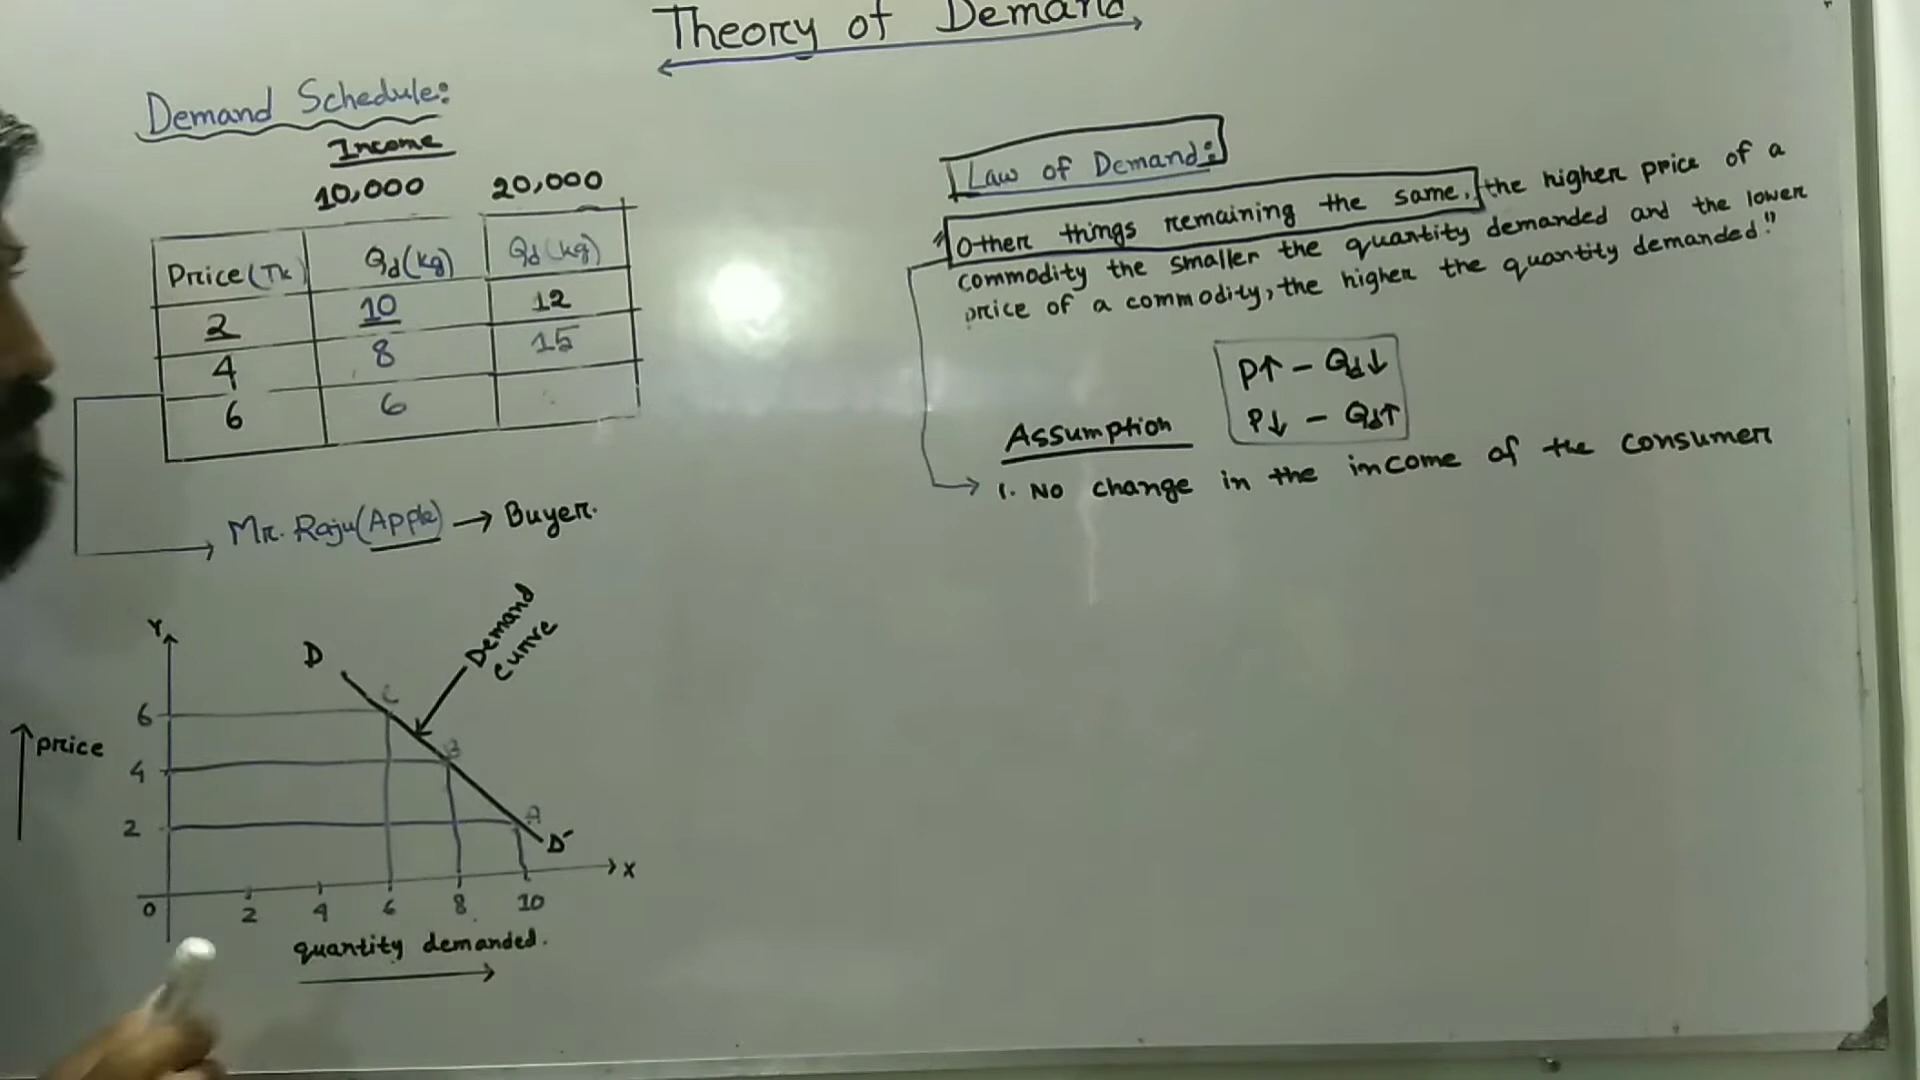 Theory of Demand
Demand Schedule:
Income
10,000 20,000
Price (Tk) Qd (kg) Qd (kg)
2 10 12
4 8 15
6 6
Mr. Raju (Apple) → Buyer.
Law of Demand:
"Other things remaining the same, the higher price of a
commodity the smaller the quantity demanded and the lower
price of a commodity, the higher the quantity demanded."
P↑ - Qd↓
P↓ - Qd↑
Assumption
1. No change in the income of the consumer
Y
D
Demand
Curve
C
6
↑ price
B
4
A
2
D'
X
0 2 4 6 8 10
quantity demanded.